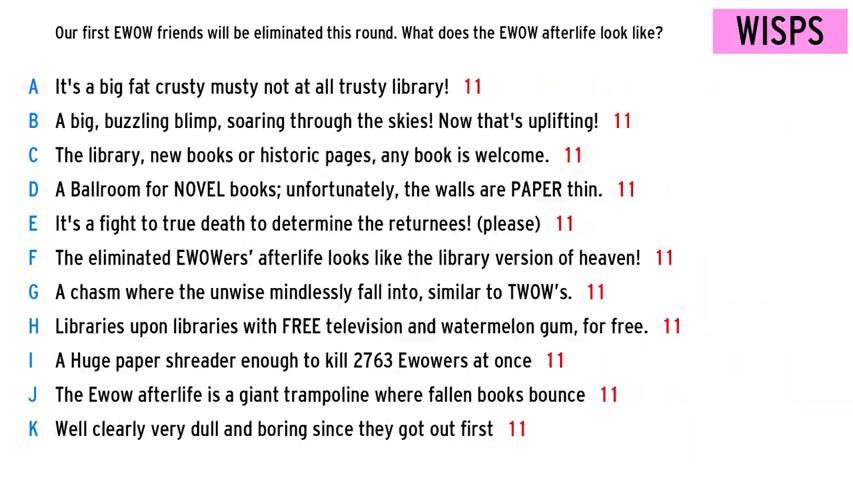 Our first EWOW friends will be eliminated this round. What does the EWOW afterlife look like?
WISPS
A It's a big fat crusty musty not at all trusty library! 11
B A big, buzzling blimp, soaring through the skies! Now that's uplifting! 11
C The library, new books or historic pages, any book is welcome. 11
D A Ballroom for NOVEL books; unfortunately, the walls are PAPER thin. 11
E It's a fight to true death to determine the returnees! (please) 11
F The eliminated EWOWers' afterlife looks like the library version of heaven! 11
G A chasm where the unwise mindlessly fall into, similar to TWOW's. 11
H Libraries upon libraries with FREE television and watermelon gum, for free. 11
I A Huge paper shreader enough to kill 2763 Ewowers at once 11
J The Ewow afterlife is a giant trampoline where fallen books bounce 11
K Well clearly very dull and boring since they got out first 11